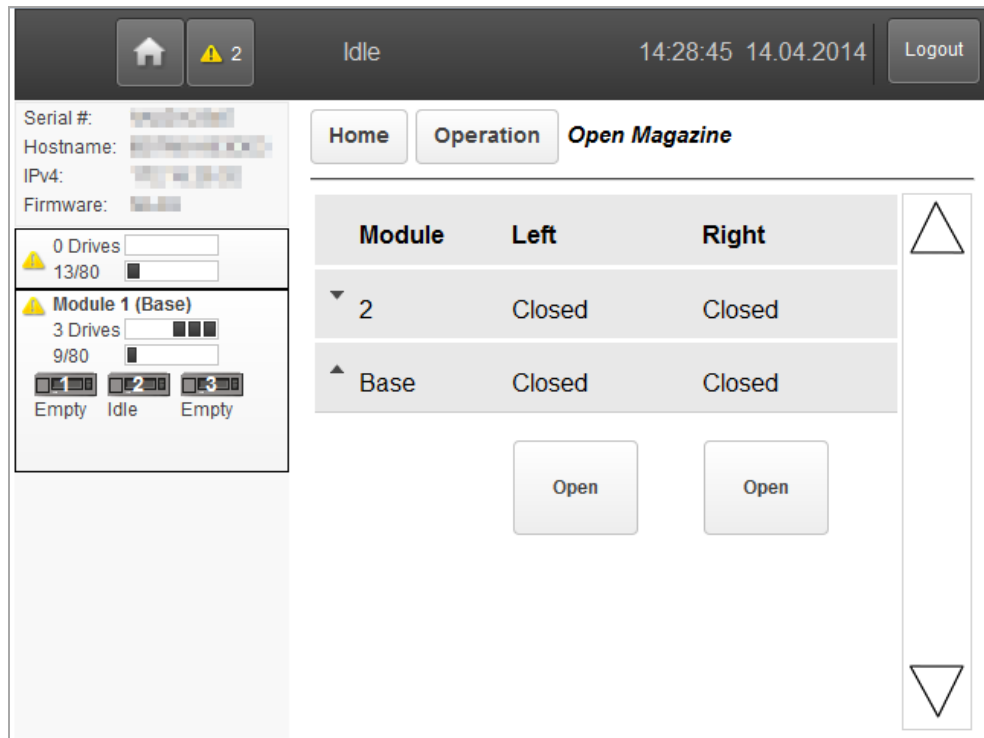 2 Idle 14:28:45 14.04.2014 Logout
Serial #:
Hostname:
IPv4:
Firmware:
0 Drives
13/80
Module 1 (Base)
3 Drives
9/80
1 2 3
Empty Idle Empty
Home Operation Open Magazine
Module Left Right
2 Closed Closed
Base Closed Closed
Open Open